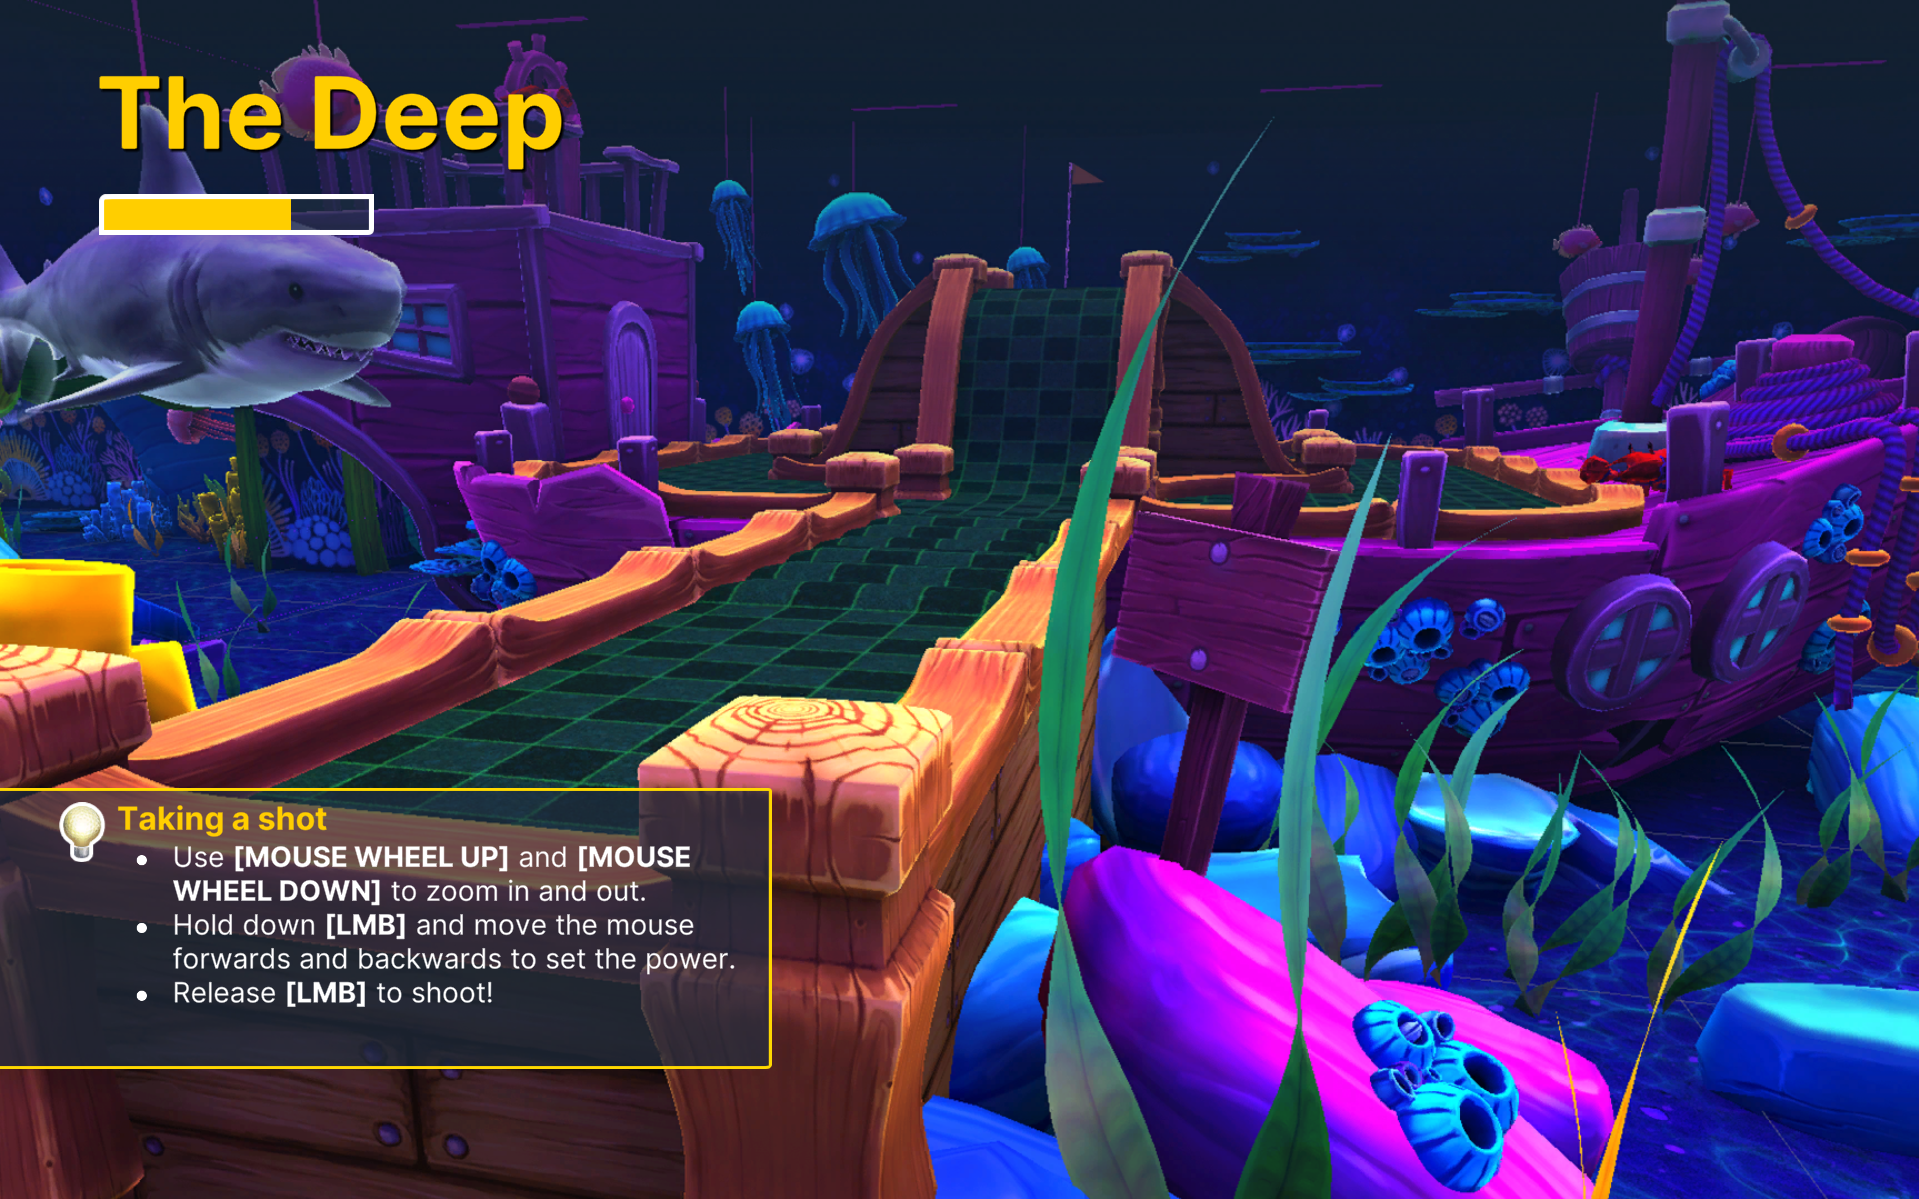 The Deep
Taking a shot
• Use [MOUSE WHEEL UP] and [MOUSE
WHEEL DOWN] to zoom in and out.
• Hold down [LMB] and move the mouse
forwards and backwards to set the power.
• Release [LMB] to shoot!